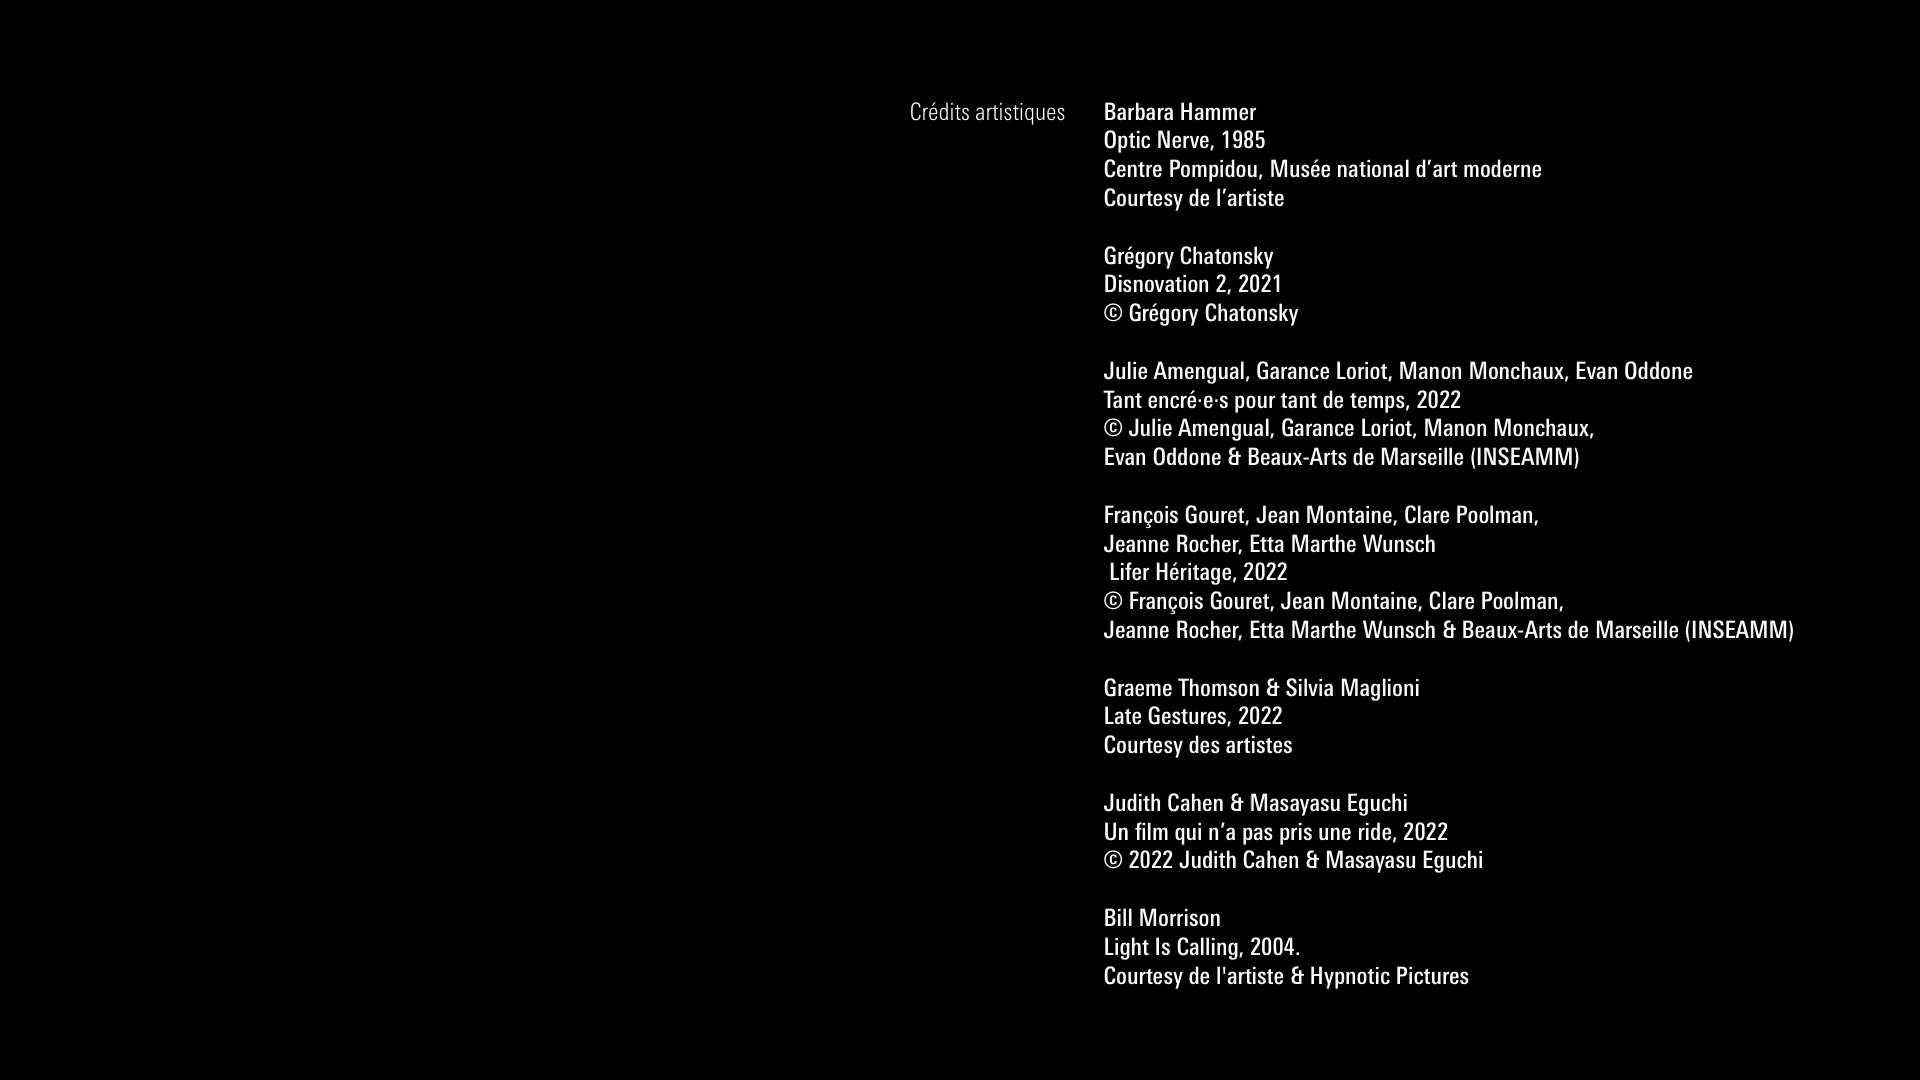 Crédits artistiques
Barbara Hammer
Optic Nerve, 1985
Centre Pompidou, Musée national d’art moderne
Courtesy de l’artiste
Grégory Chatonsky
Disnovation 2, 2021
© Grégory Chatonsky
Julie Amengual, Garance Loriot, Manon Monchaux, Evan Oddone
Tant encré·e·s pour tant de temps, 2022
© Julie Amengual, Garance Loriot, Manon Monchaux,
Evan Oddone & Beaux-Arts de Marseille (INSEAMM)
François Gouret, Jean Montaine, Clare Poolman,
Jeanne Rocher, Etta Marthe Wunsch
Lifer Héritage, 2022
© François Gouret, Jean Montaine, Clare Poolman,
Jeanne Rocher, Etta Marthe Wunsch & Beaux-Arts de Marseille (INSEAMM)
Graeme Thomson & Silvia Maglioni
Late Gestures, 2022
Courtesy des artistes
Judith Cahen & Masayasu Eguchi
Un film qui n’a pas pris une ride, 2022
© 2022 Judith Cahen & Masayasu Eguchi
Bill Morrison
Light Is Calling, 2004.
Courtesy de l'artiste & Hypnotic Pictures